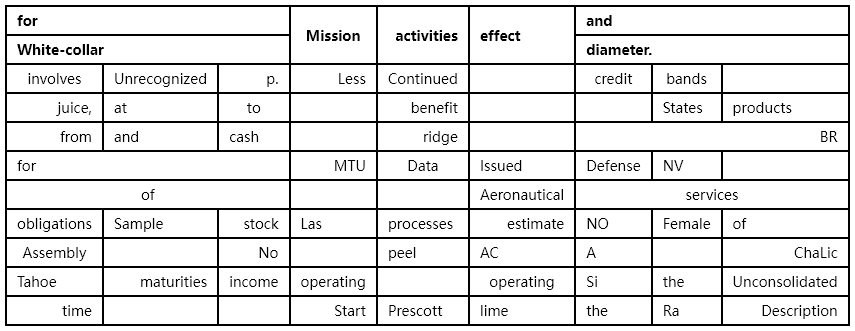 for Mission activities effect and
White-collar diameter.
involves Unrecognized p. Less Continued credit bands
juice, at to benefit States products
from and cash ridge BR
for MTU Data Issued Defense NV
of Aeronautical services
obligations Sample stock Las processes estimate NO Female of
Assembly No peel AC A ChaLic
Tahoe maturities income operating operating Si the Unconsolidated
time Start Prescott lime the Ra Description